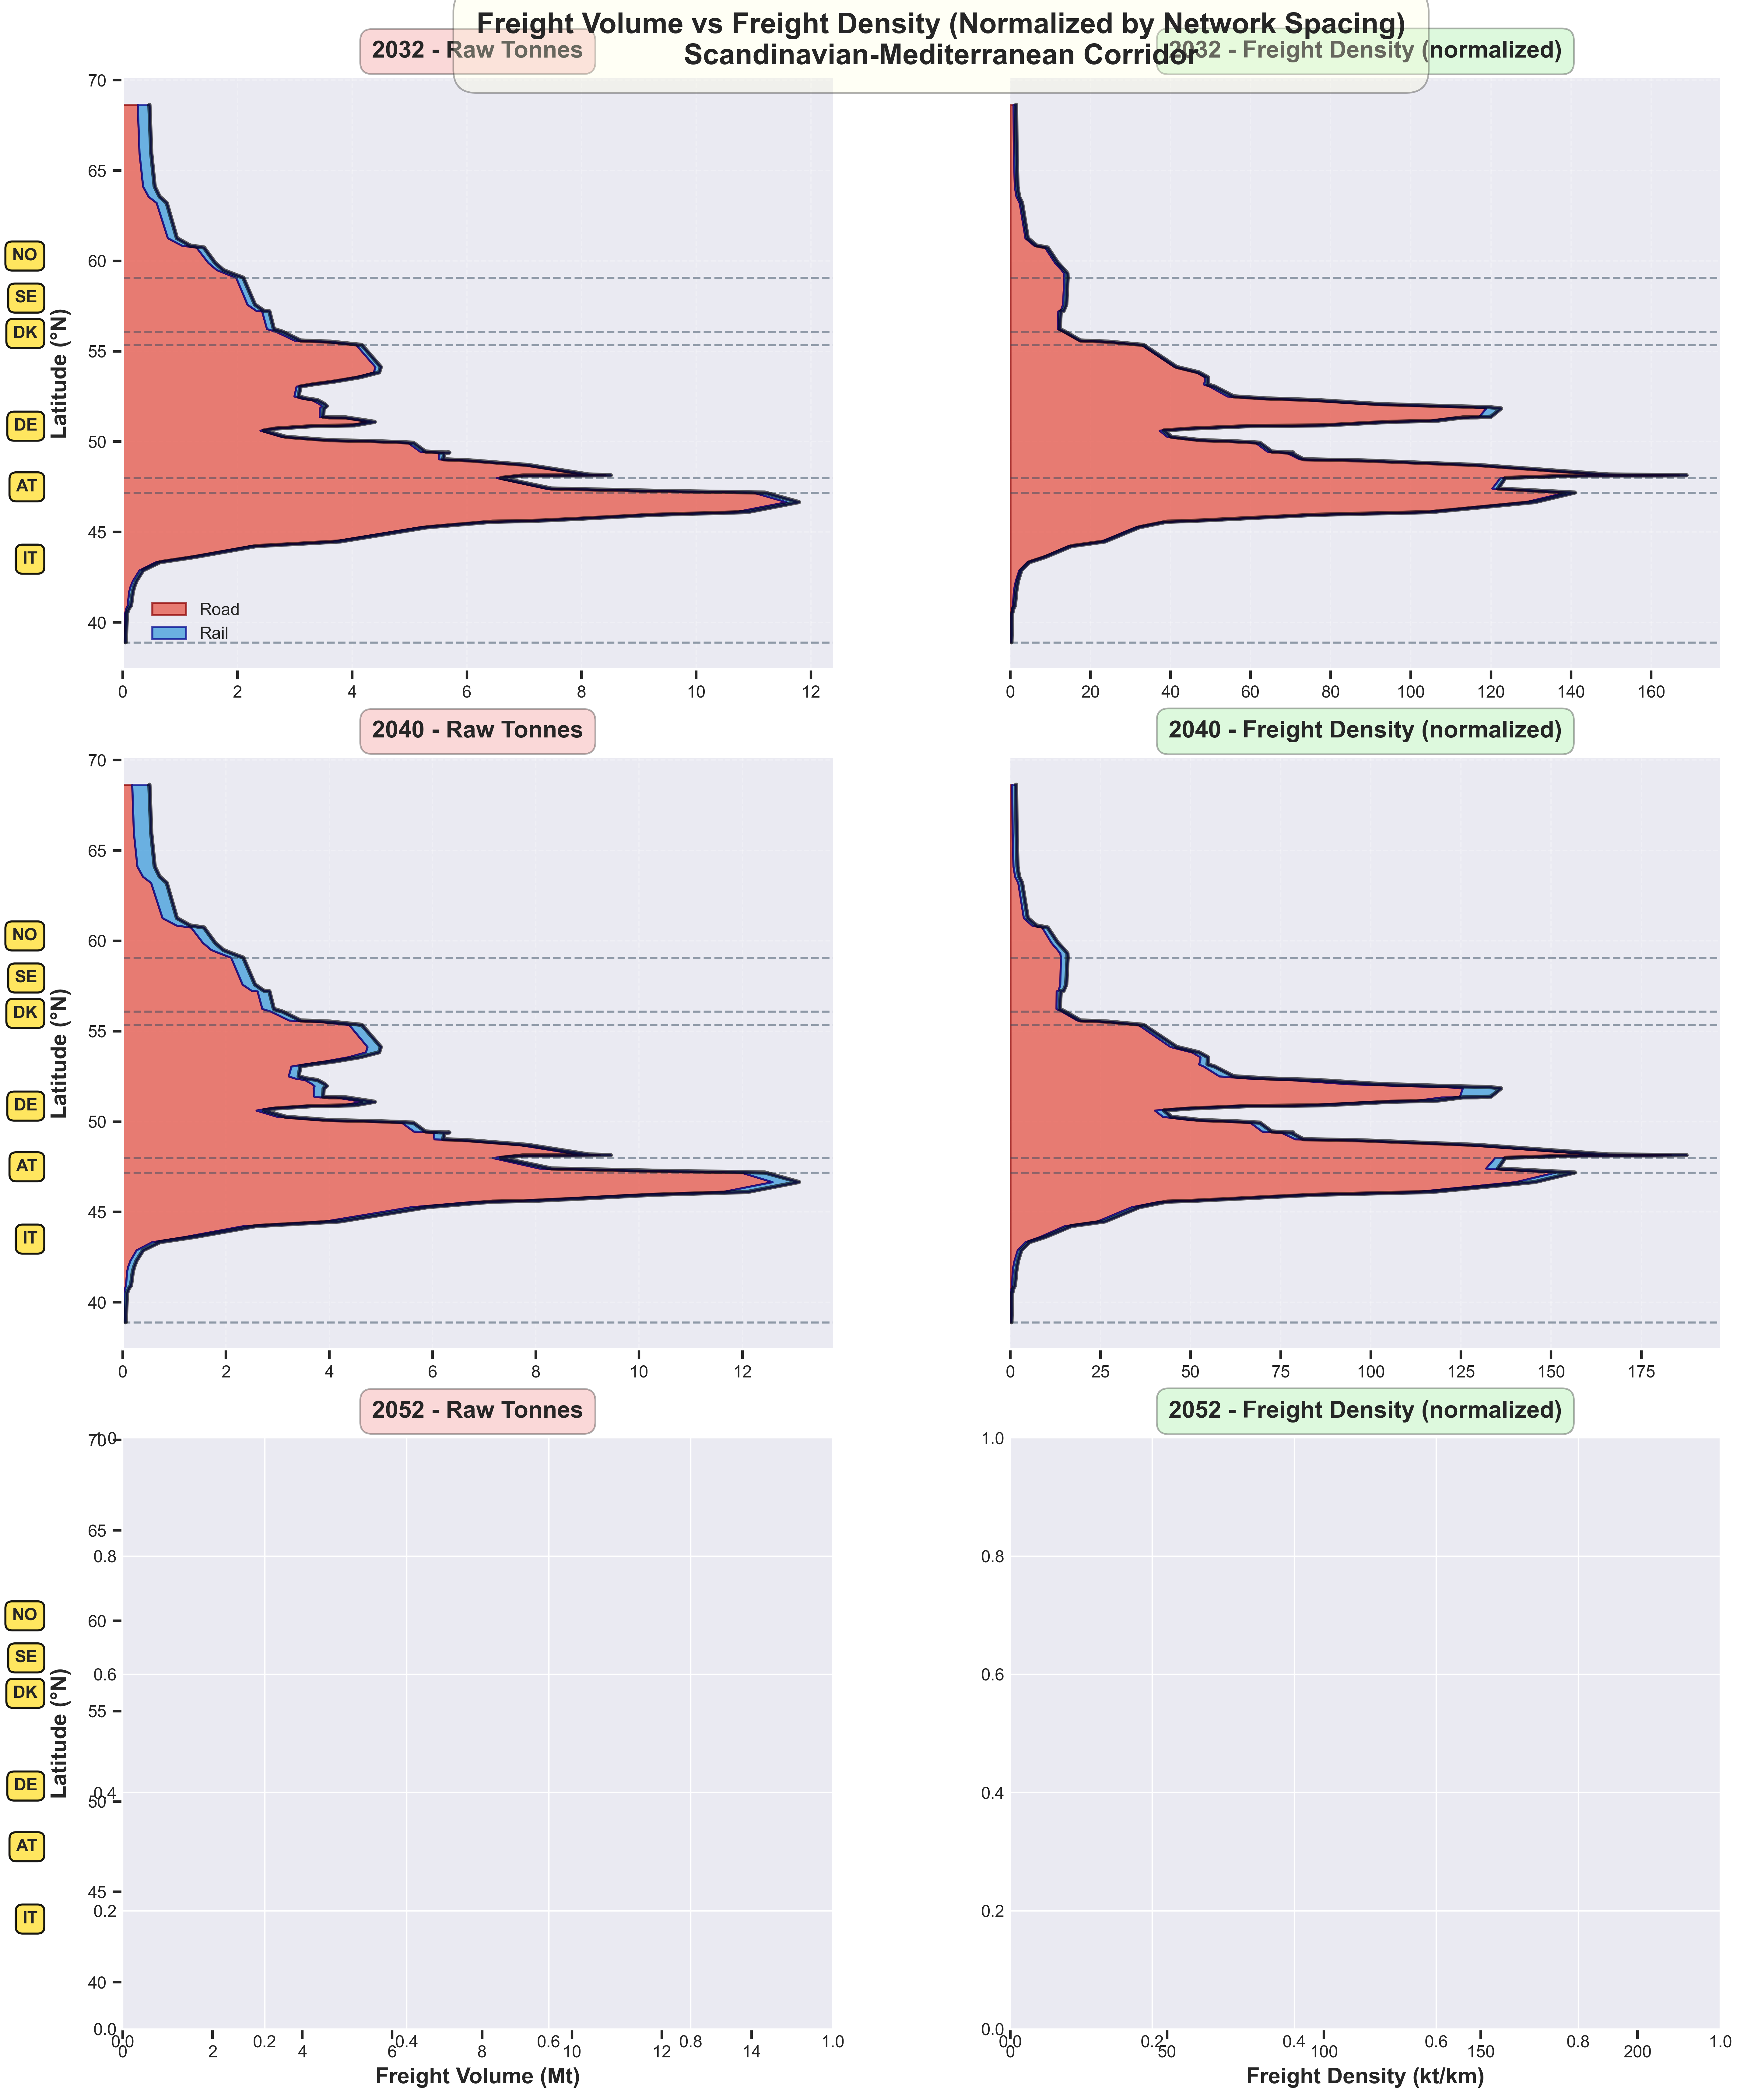 Freight Volume vs Freight Density (Normalized by Network Spacing)
Scandinavian-Mediterranean Corridor
2032 - Raw Tonnes
2032 - Freight Density (normalized)
70
65
60
55
50
45
40
NO
SE
DK
DE
AT
IT
Latitude (°N)
Road
Rail
0 2 4 6 8 10 12
0 20 40 60 80 100 120 140 160
2040 - Raw Tonnes
2040 - Freight Density (normalized)
70
65
60
55
50
45
40
NO
SE
DK
DE
AT
IT
Latitude (°N)
0 2 4 6 8 10 12
0 25 50 75 100 125 150 175
2052 - Raw Tonnes
2052 - Freight Density (normalized)
70
65
60
55
50
45
40
1.0
0.8
0.6
0.4
0.2
0.0
NO
SE
DK
DE
AT
IT
Latitude (°N)
0.0 0.2 0.4 0.6 0.8 1.0
0 2 4 6 8 10 12 14
Freight Volume (Mt)
1.0
0.8
0.6
0.4
0.2
0.0
0.0 0.2 0.4 0.6 0.8 1.0
0 50 100 150 200
Freight Density (kt/km)